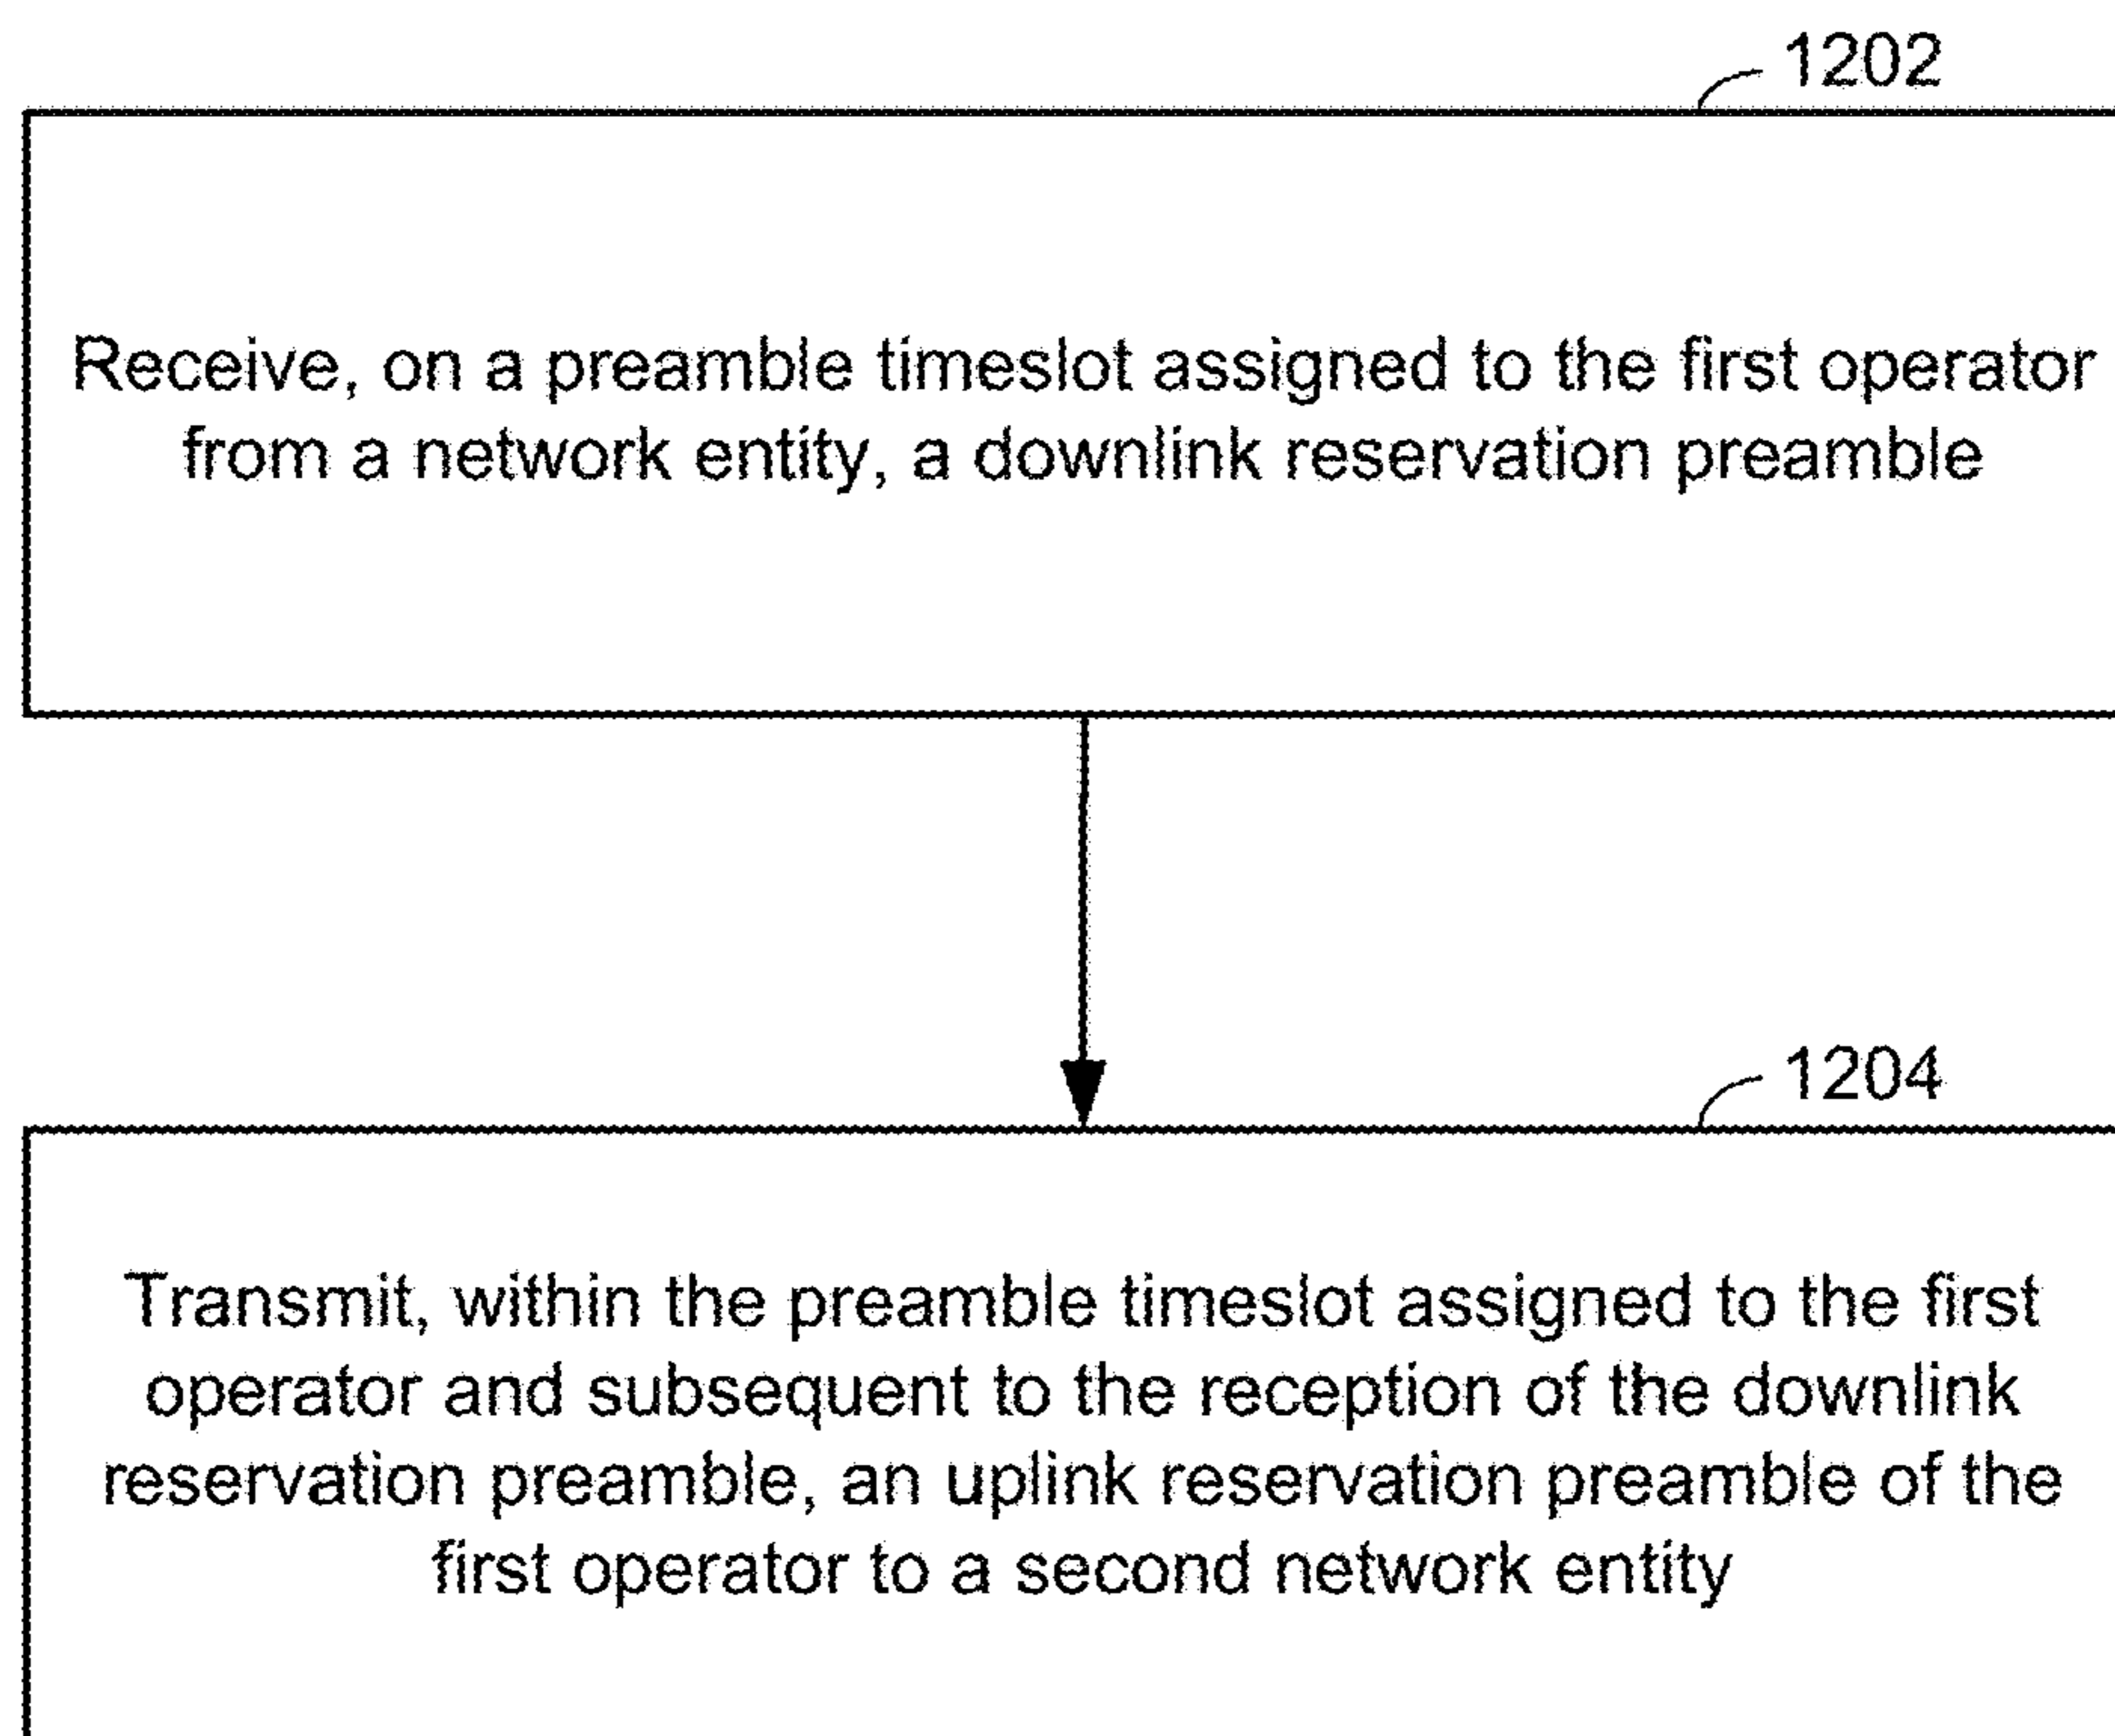 1202
Receive, on a preamble timeslot assigned to the first operator
from a network entity, a downlink reservation preamble
1204
Transmit, within the preamble timeslot assigned to the first
operator and subsequent to the reception of the downlink
reservation preamble, an uplink reservation preamble of the
first operator to a second network entity